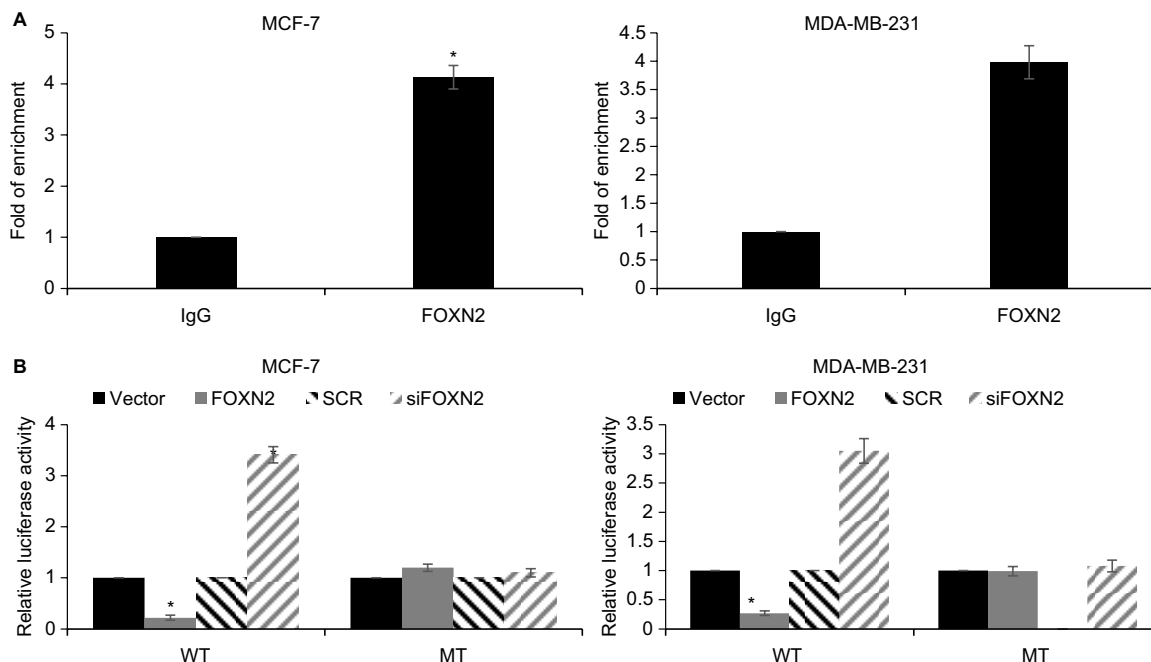 A
MCF-7
Fold of enrichment
5
4
3
2
1
0
*
IgG
FOXN2
MDA-MB-231
Fold of enrichment
4.5
4
3.5
3
2.5
2
1.5
1
0.5
0
IgG
FOXN2
B
MCF-7
Vector FOXN2 SCR siFOXN2
Relative luciferase activity
4
3
2
1
0
*
*
WT
MT
MDA-MB-231
Vector FOXN2 SCR siFOXN2
Relative luciferase activity
3.5
3
2.5
2
1.5
1
0.5
0
*
WT
MT